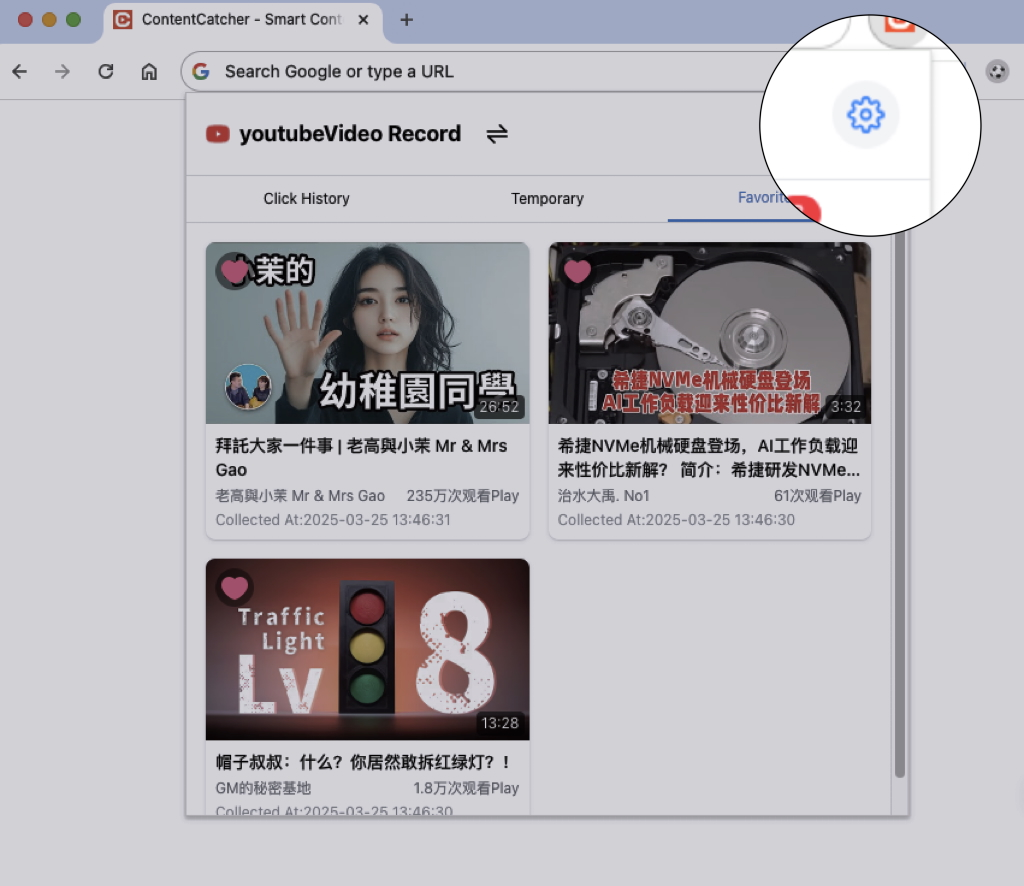 ContentCatcher - Smart Cont
Search Google or type a URL
youtubeVideo Record
Click History
Temporary
Favorite
小茉的
幼稚園同學
26:52
希捷NVMe机械硬盘登场
AI工作负载迎来性价比新解
3:32
拜託大家一件事 | 老高與小茉 Mr & Mrs
Gao
老高與小茉 Mr & Mrs Gao
235万次观看Play
Collected At:2025-03-25 13:46:31
希捷NVMe机械硬盘登场，AI工作负载迎
来性价比新解？ 简介：希捷研发NVMe...
治水大禹. No1
61次观看Play
Collected At:2025-03-25 13:46:30
Traffic
Light
Lv 8
13:28
帽子叔叔：什么？你居然敢拆红绿灯？！
GM的秘密基地
1.8万次观看Play
Collected At:2025-03-25 13:46:30